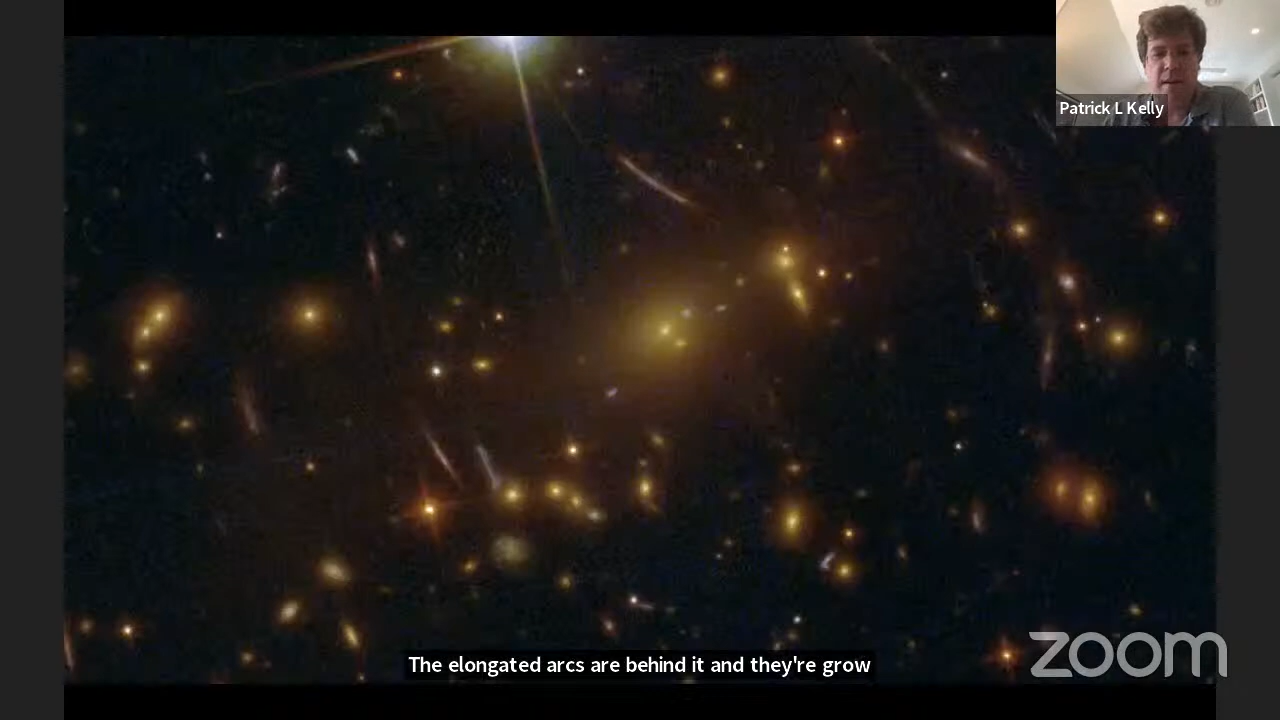 Patrick L Kelly
The elongated arcs are behind it and they're grow
zoom